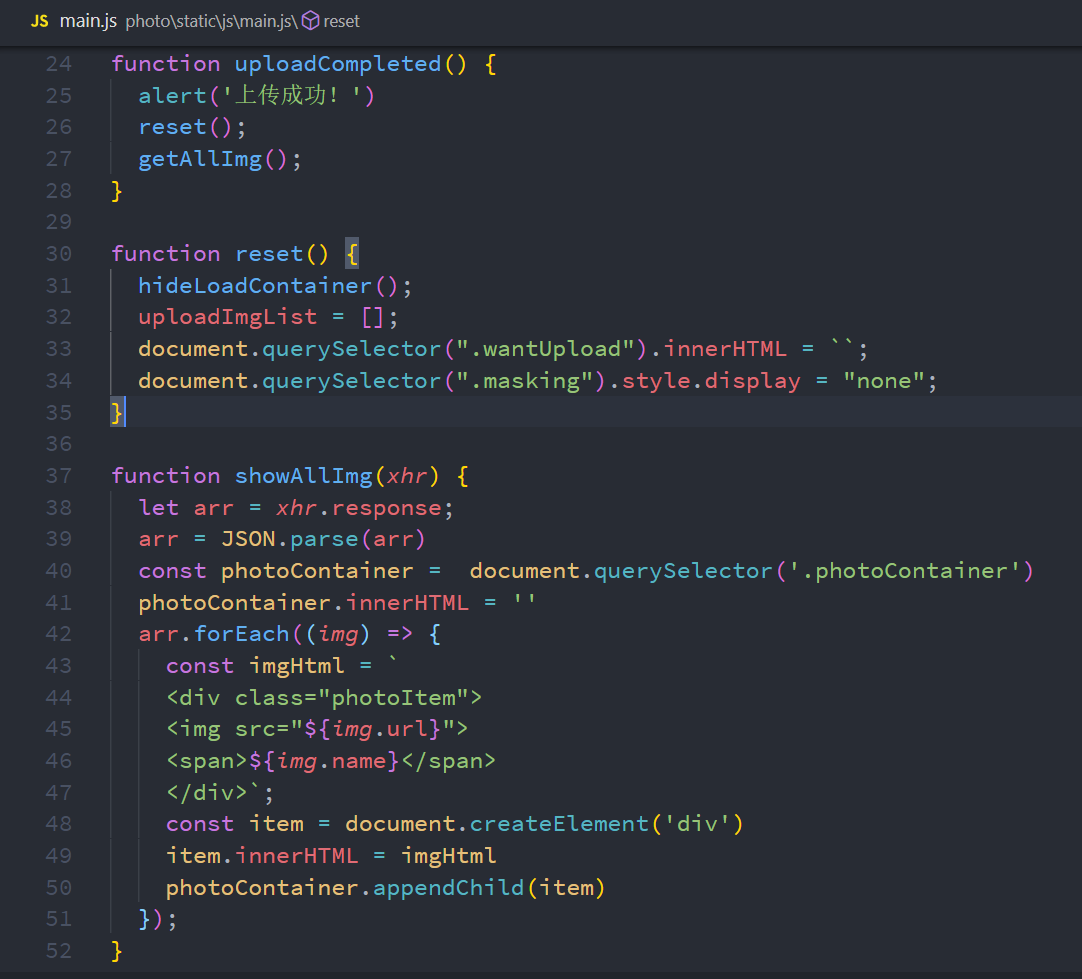 JS main.js photo\static\js\main.js\ reset
24 function uploadCompleted() {
25   alert('上传成功！')
26   reset();
27   getAllImg();
28 }
29
30 function reset() {
31   hideLoadContainer();
32   uploadImgList = [];
33   document.querySelector(".wantUpload").innerHTML = ``;
34   document.querySelector(".masking").style.display = "none";
35 }
36
37 function showAllImg(xhr) {
38   let arr = xhr.response;
39   arr = JSON.parse(arr)
40   const photoContainer =  document.querySelector('.photoContainer')
41   photoContainer.innerHTML = ''
42   arr.forEach((img) => {
43     const imgHtml = `
44     <div class="photoItem">
45     <img src="${img.url}">
46     <span>${img.name}</span>
47     </div>`;
48     const item = document.createElement('div')
49     item.innerHTML = imgHtml
50     photoContainer.appendChild(item)
51   });
52 }